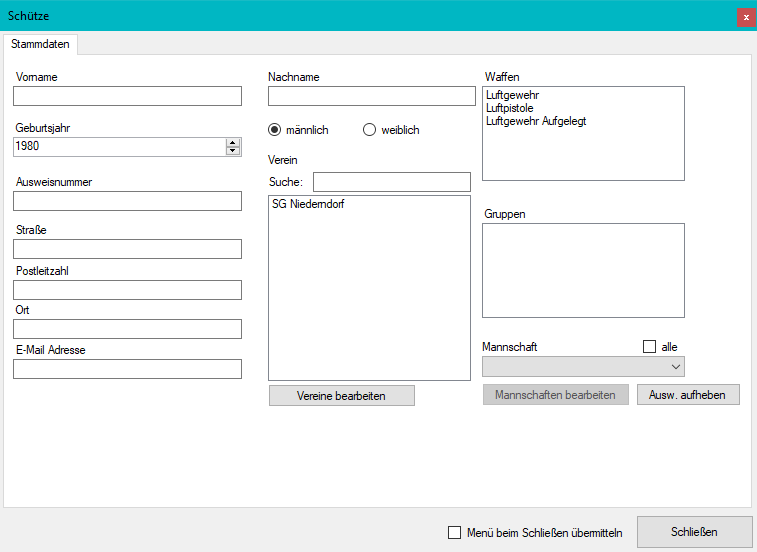 Schütze
x
Stammdaten
Vorname
Nachname
Waffen
Luftgewehr
Luftpistole
Luftgewehr Aufgelegt
Geburtsjahr
1980
männlich
weiblich
Verein
Suche:
SG Niederndorf
Ausweisnummer
Straße
Postleitzahl
Ort
E-Mail Adresse
Vereine bearbeiten
Gruppen
Mannschaft
alle
Mannschaften bearbeiten
Ausw. aufheben
Menü beim Schließen übermitteln
Schließen